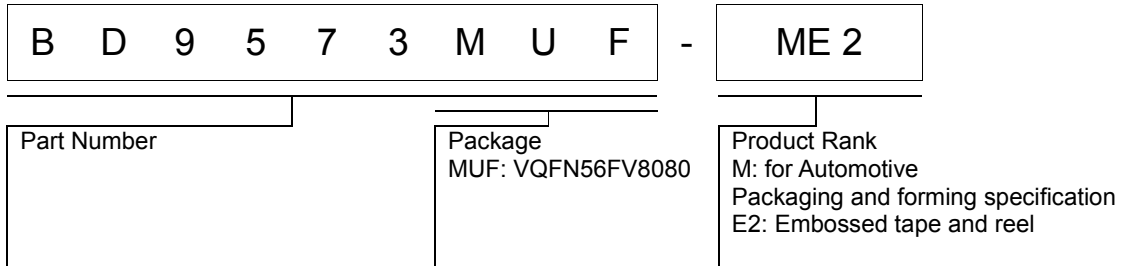 B D 9 5 7 3 M U F - ME 2
Part Number
Package
MUF: VQFN56FV8080
Product Rank
M: for Automotive
Packaging and forming specification
E2: Embossed tape and reel